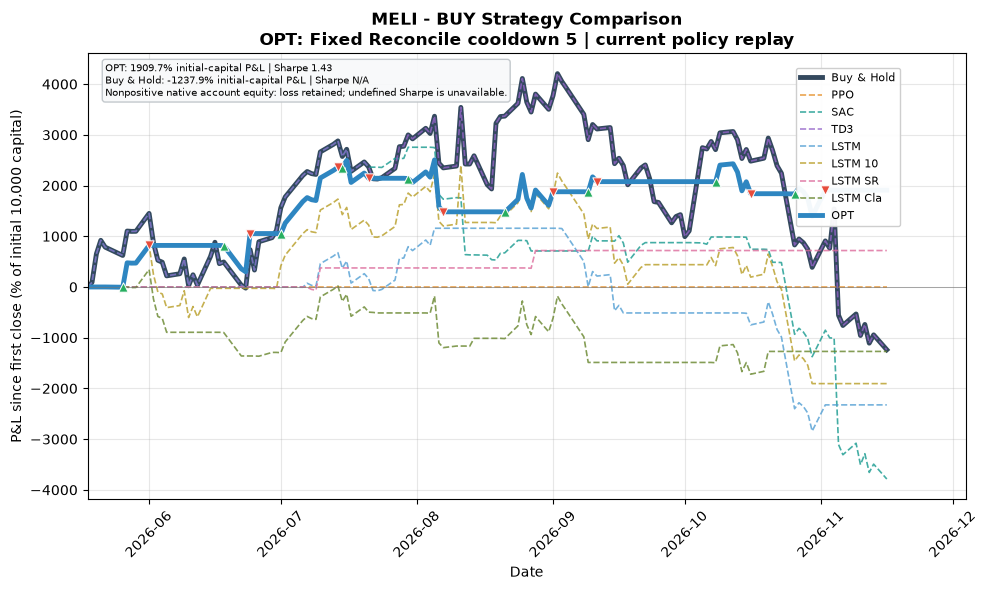 MELI - BUY Strategy Comparison
OPT: Fixed Reconcile cooldown 5 | current policy replay
OPT: 1909.7% initial-capital P&L | Sharpe 1.43
Buy & Hold: -1237.9% initial-capital P&L | Sharpe N/A
Nonpositive native account equity: loss retained; undefined Sharpe is unavailable.
Buy & Hold
PPO
SAC
TD3
LSTM
LSTM 10
LSTM SR
LSTM Cla
OPT
P&L since first close (% of initial 10,000 capital)
4000
3000
2000
1000
0
−1000
−2000
−3000
−4000
2026-06
2026-07
2026-08
2026-09
2026-10
2026-11
2026-12
Date